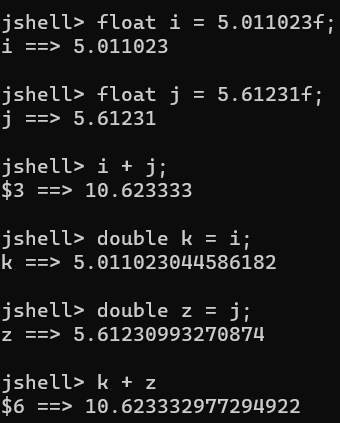 jshell> float i = 5.011023f;
i ==> 5.011023
jshell> float j = 5.61231f;
j ==> 5.61231
jshell> i + j;
$3 ==> 10.623333
jshell> double k = i;
k ==> 5.011023044586182
jshell> double z = j;
z ==> 5.61230993270874
jshell> k + z
$6 ==> 10.623332977294922